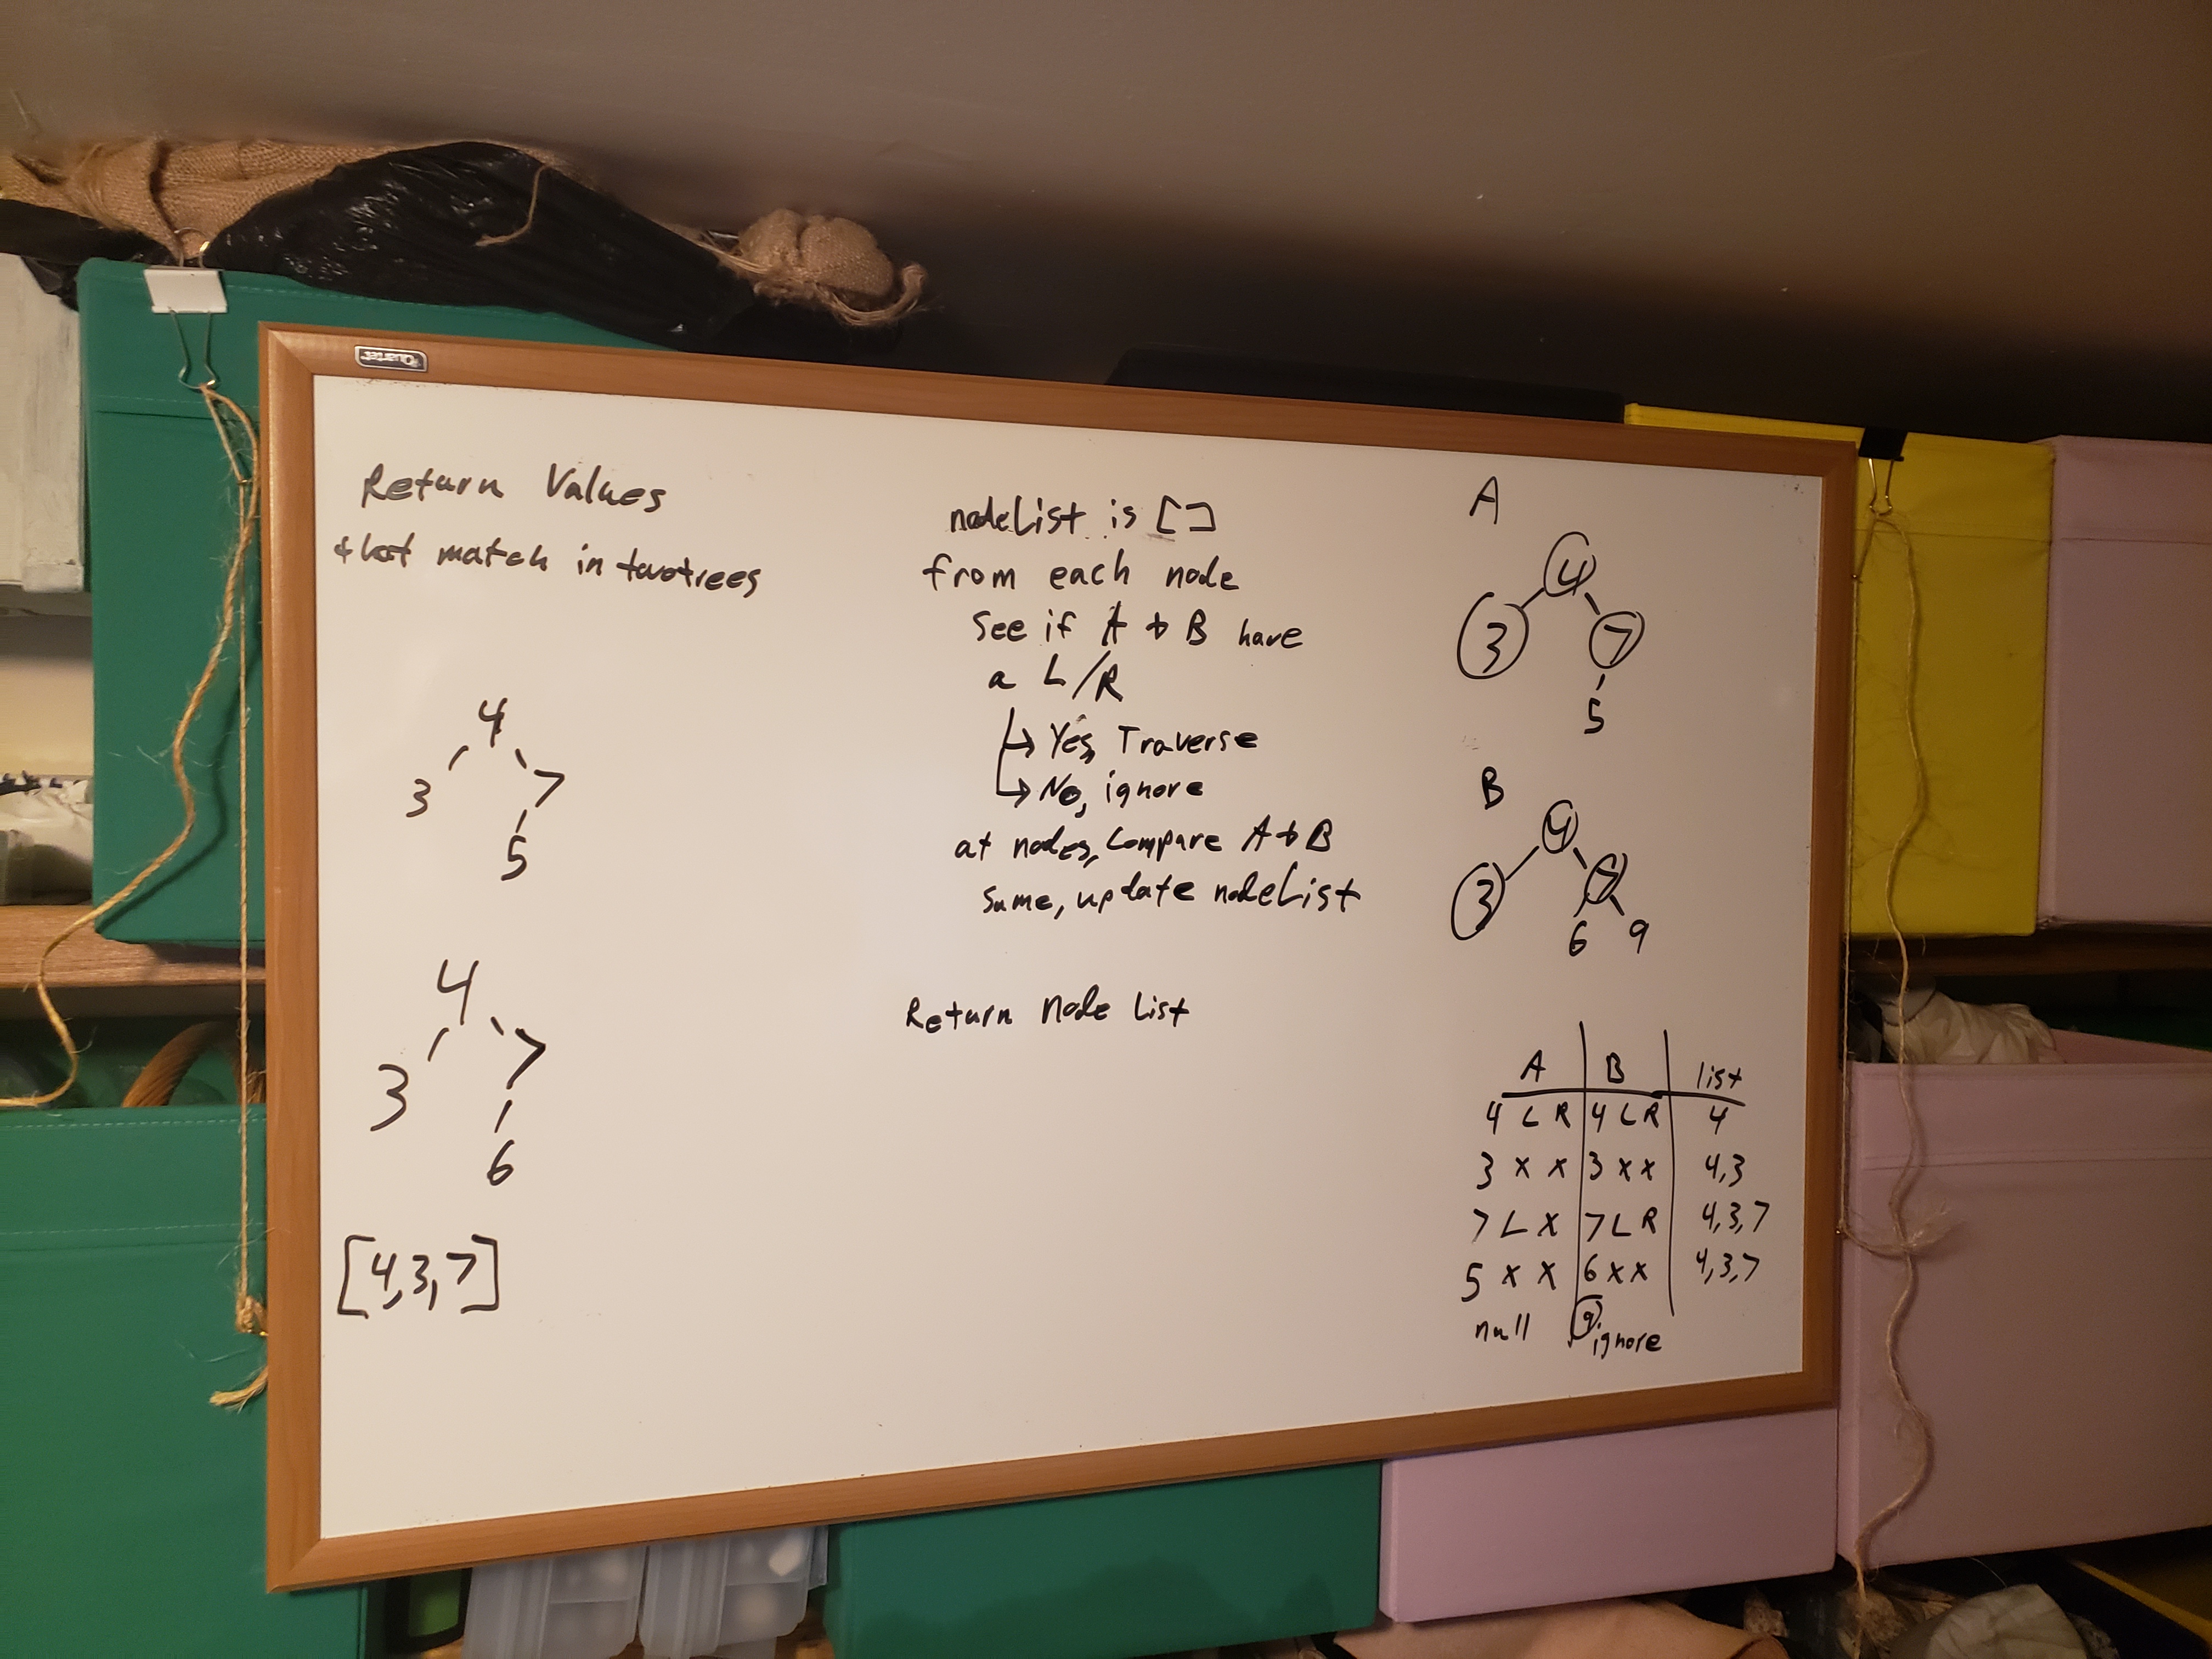 Quartet
Return Values
that match in two trees
4
3 7
5
4
3 7
6
[4,3,7]
nodeList is []
from each node
see if A + B have
a L/R
→ Yes, Traverse
→ No, ignore
at nodes, compare A + B
same, update nodeList
Return Node List
A
4
3 7
5
B
4
3 7
6 9
A B list
4 L R 4 L R 4
3 x x 3 x x 4,3
7 L X 7 L R 4,3,7
5 x X 6 x x 4,3,7
null 9 ignore